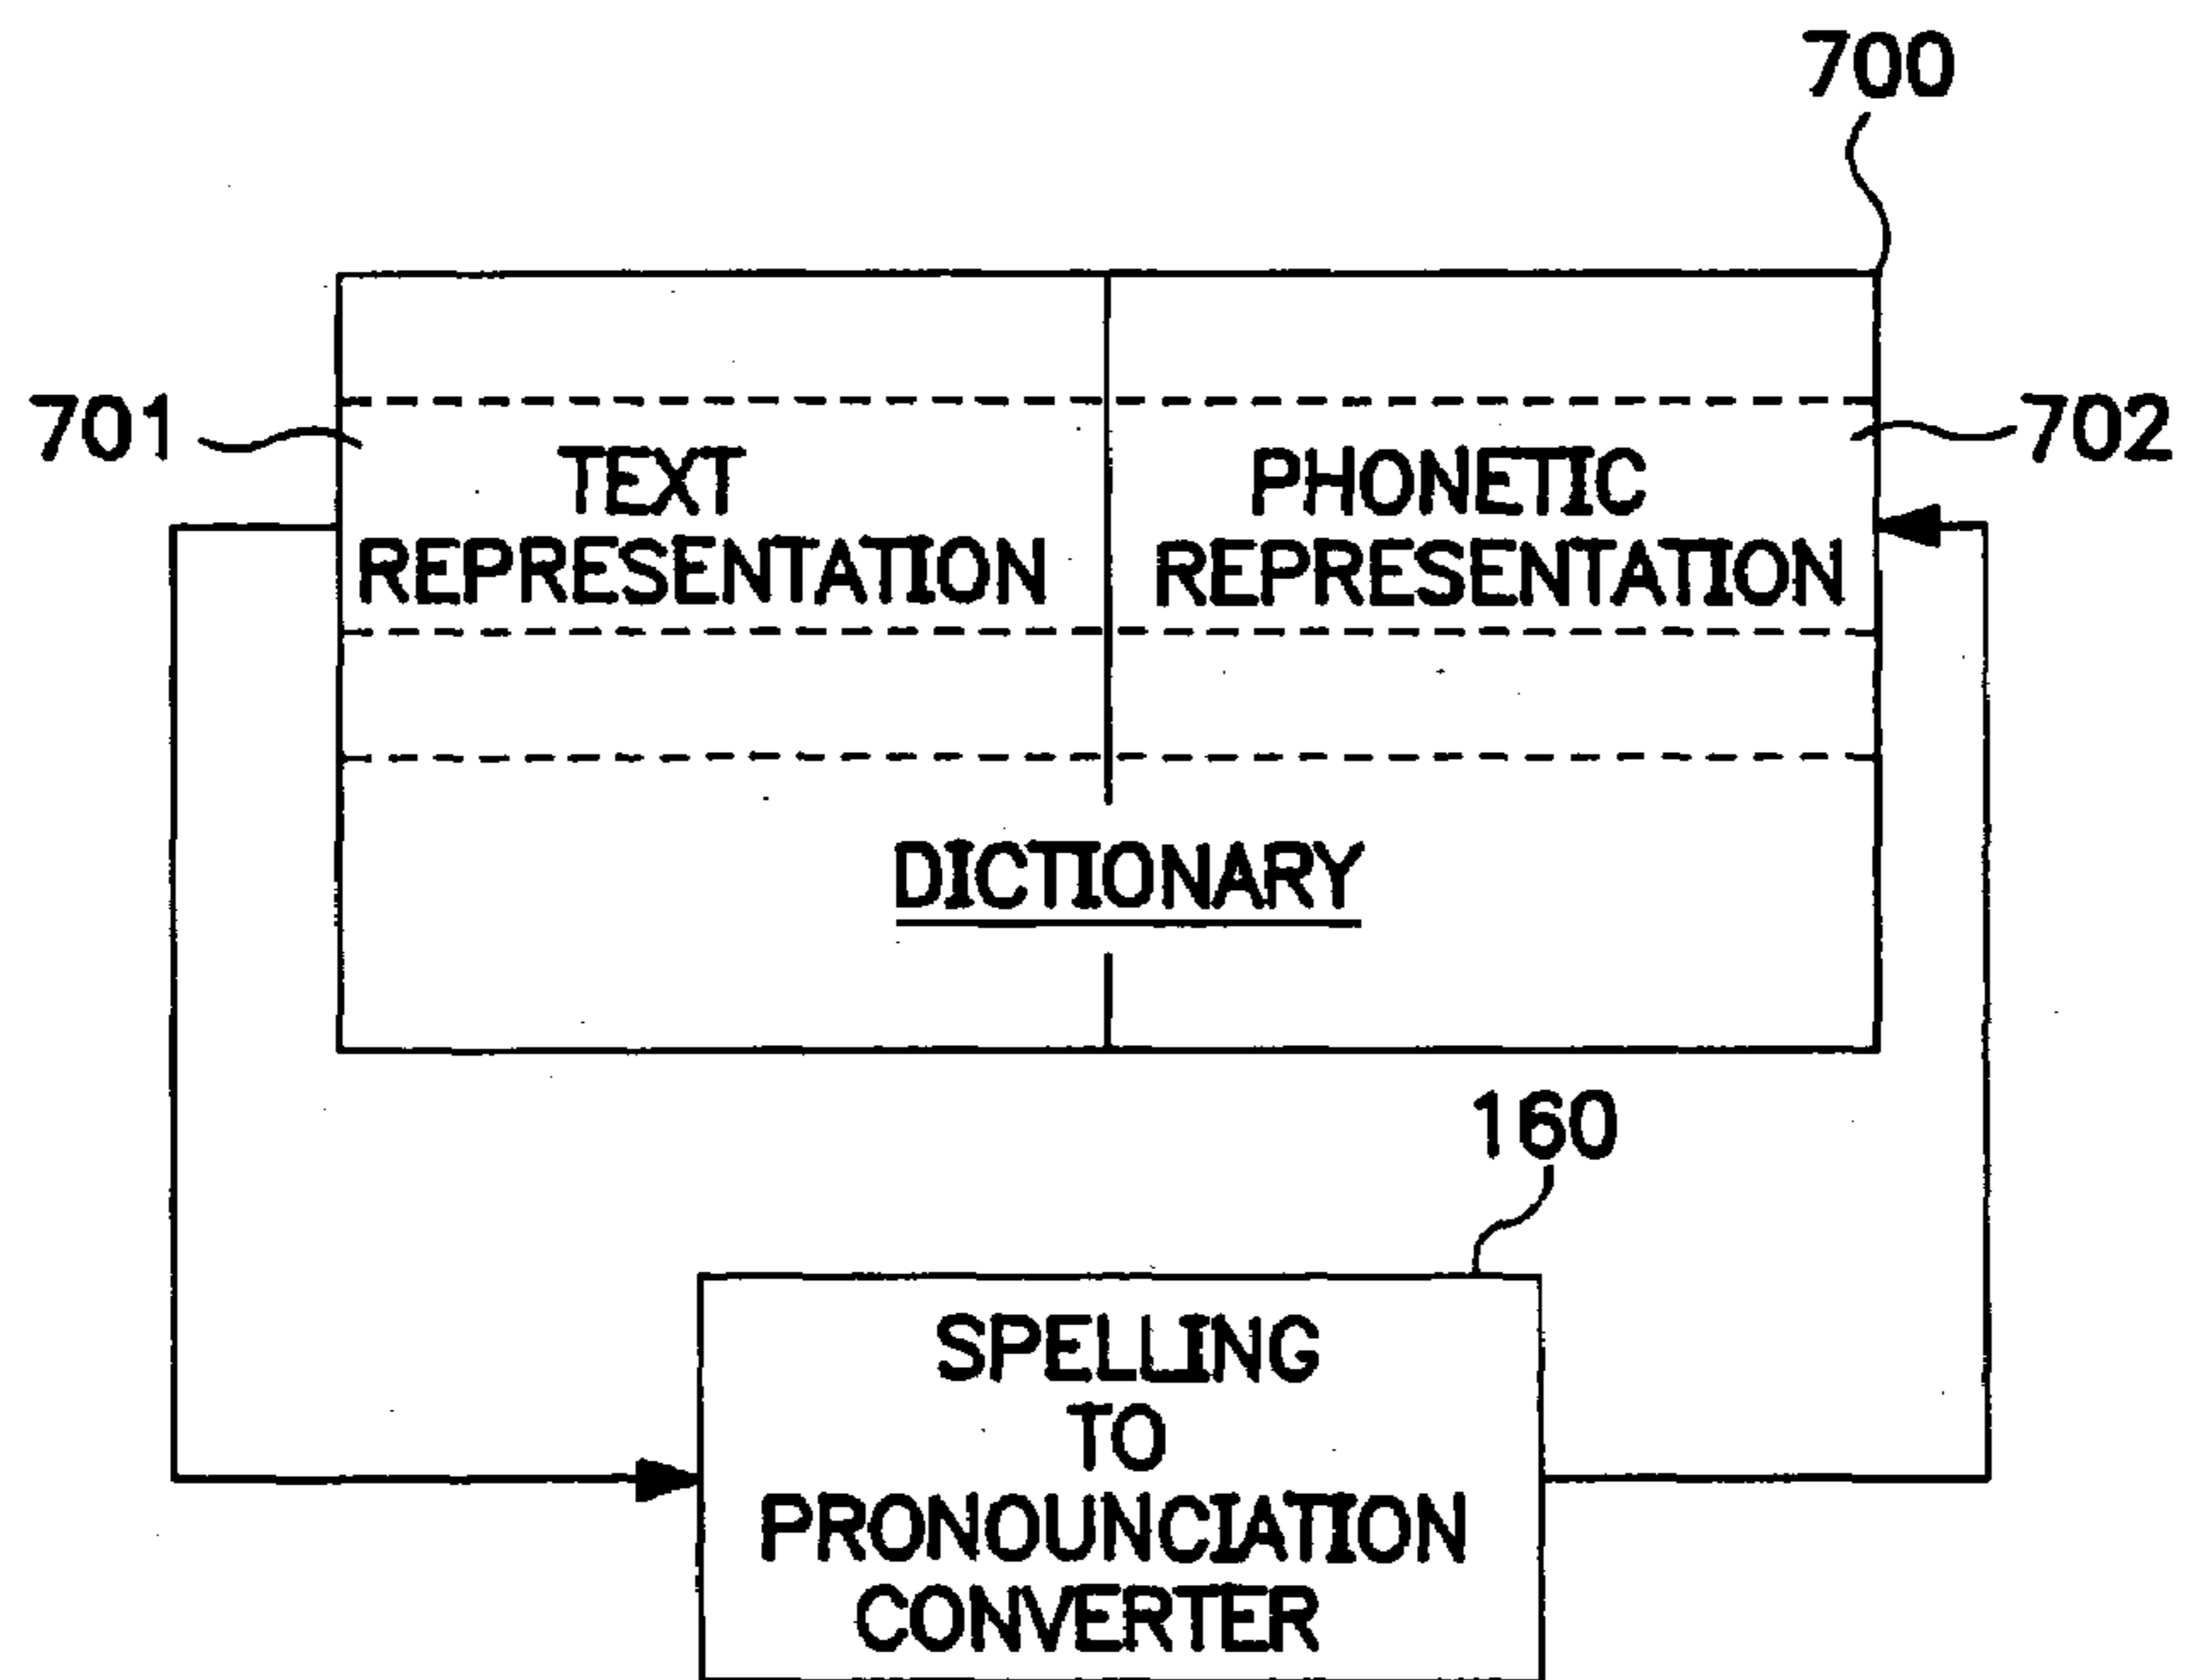 700
701
702
TEXT
REPRESENTATION
PHONETIC
REPRESENTATION
DICTIONARY
160
SPELLING
TO
PRONOUNCIATION
CONVERTER